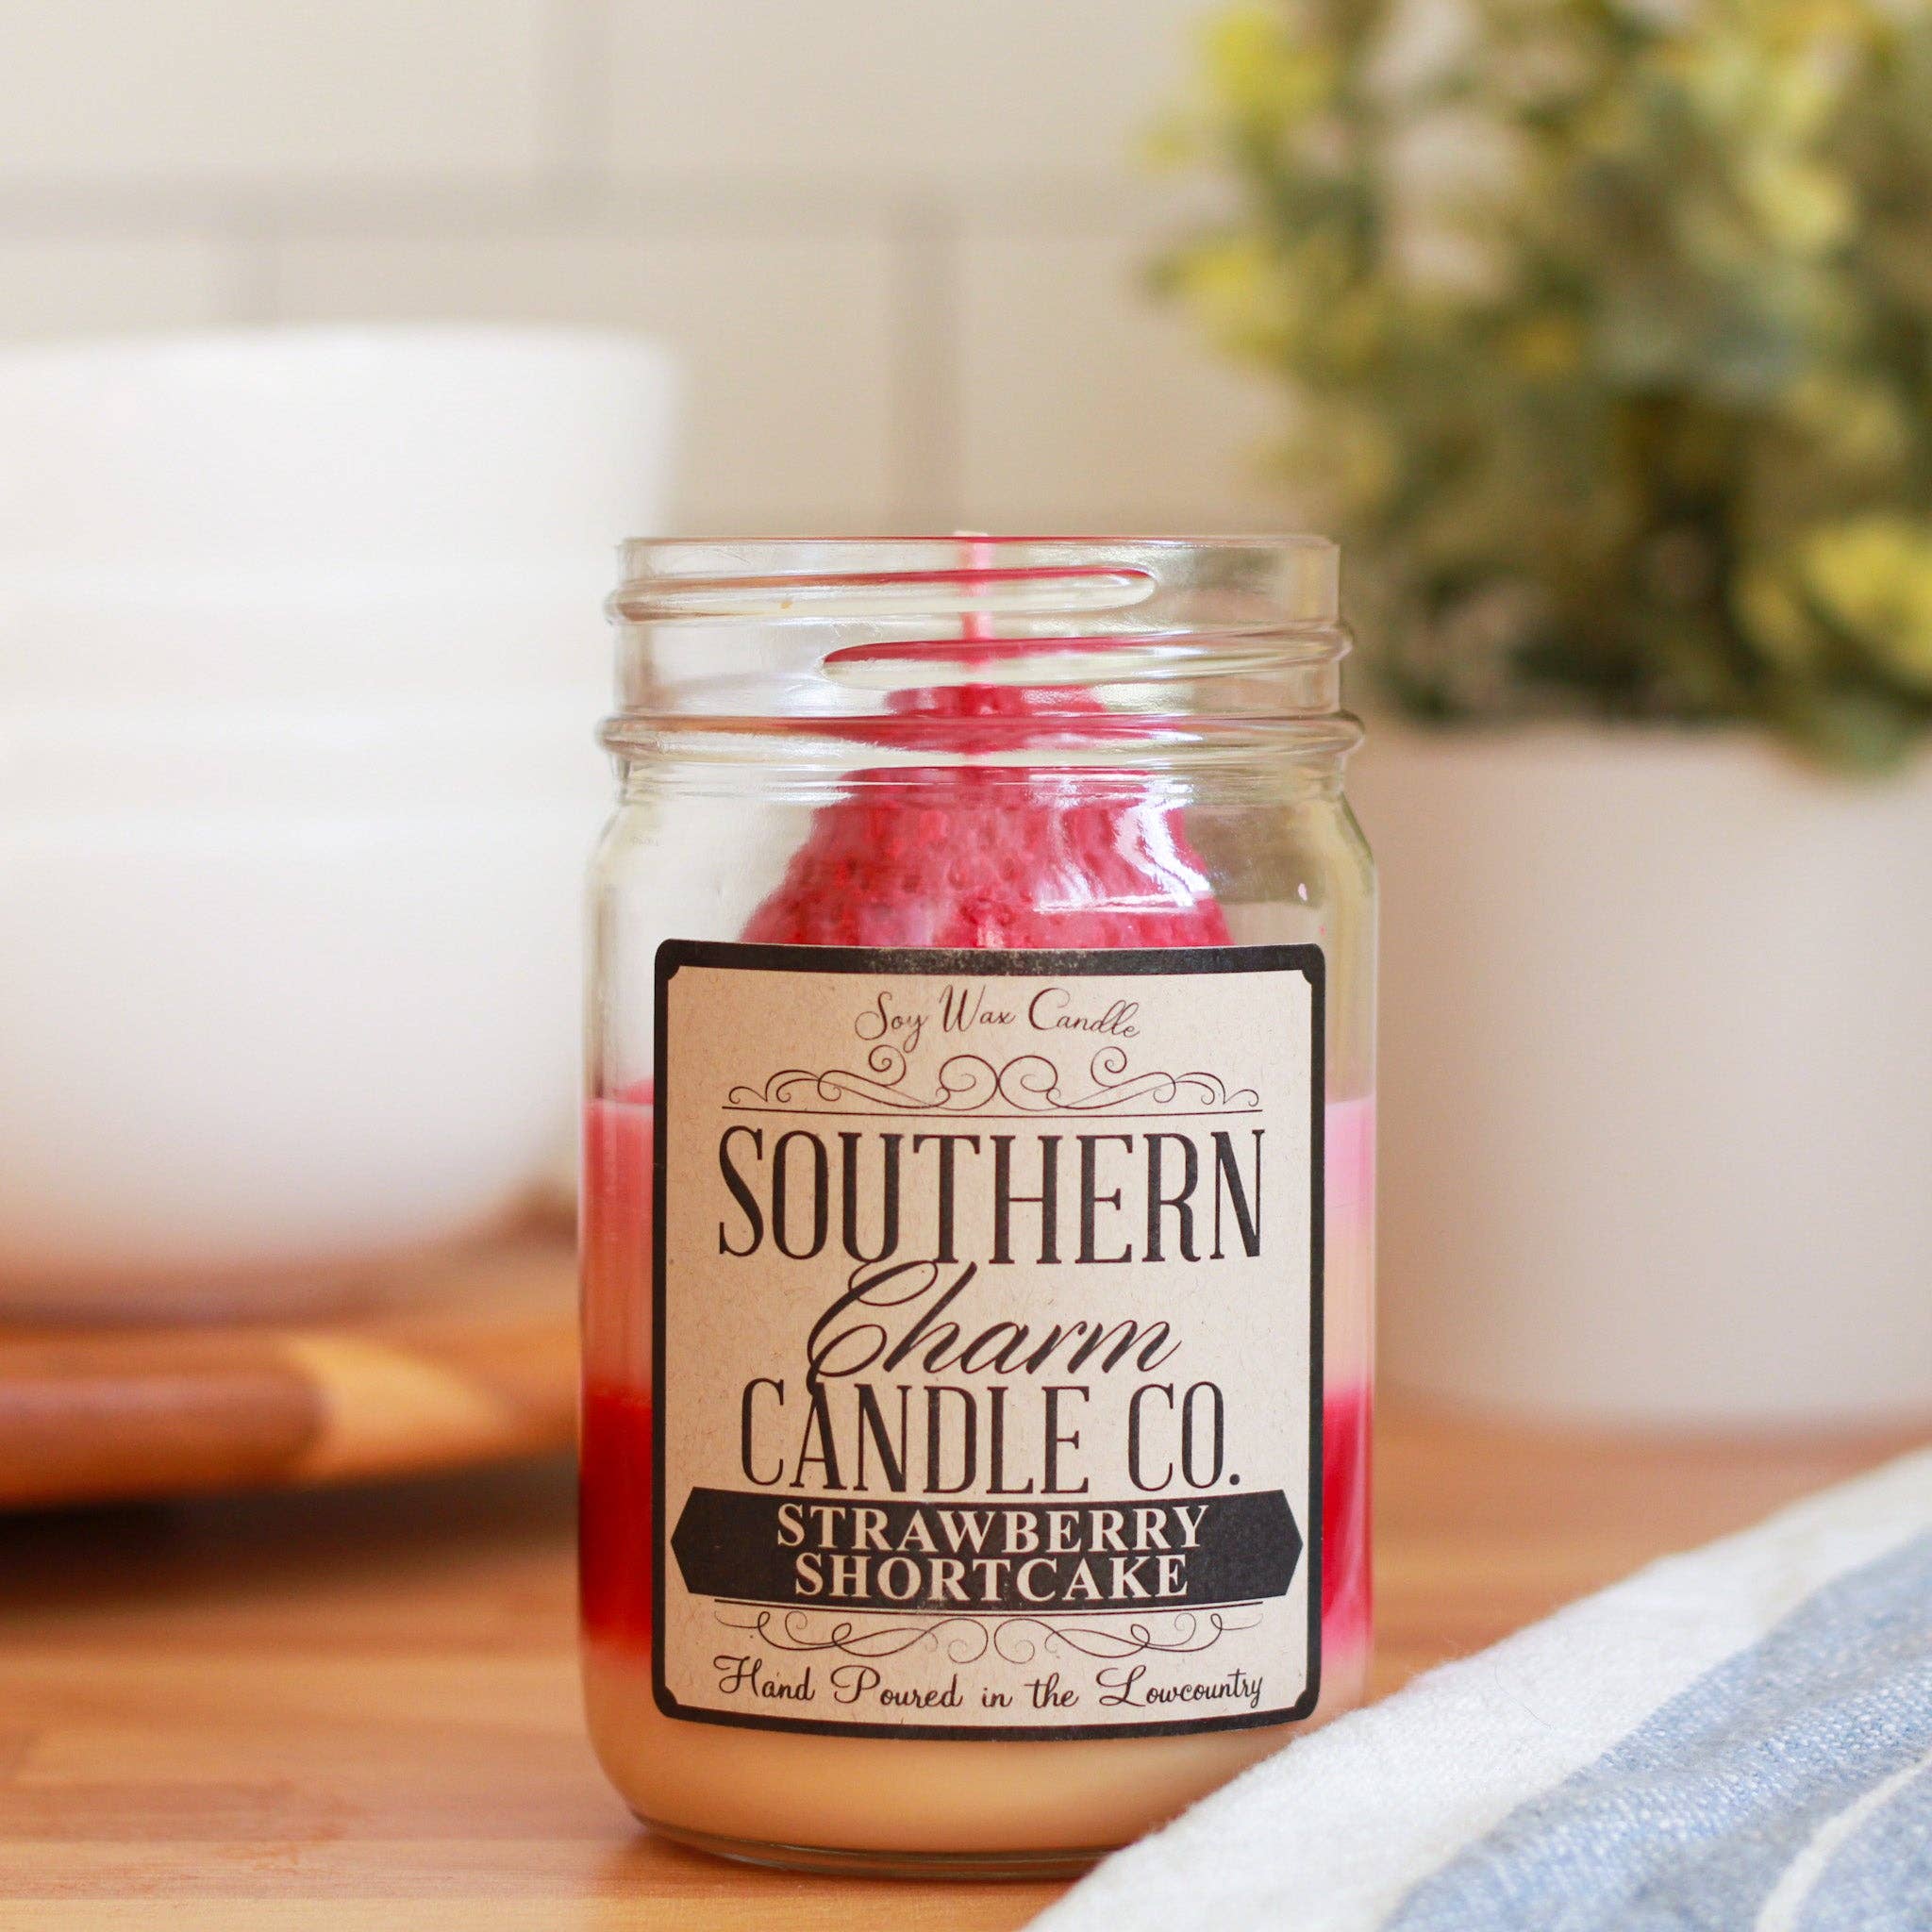 Soy Wax Candle
SOUTHERN
Charm
CANDLE CO.
STRAWBERRY
SHORTCAKE
Hand Poured in the Lowcountry